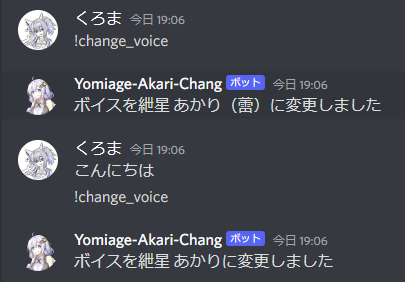 くろま 今日 19:06
!change_voice
Yomiage-Akari-Chang ボット 今日 19:06
ボイスを紲星 あかり（蕾）に変更しました
くろま 今日 19:06
こんにちは
!change_voice
Yomiage-Akari-Chang ボット 今日 19:06
ボイスを紲星 あかりに変更しました